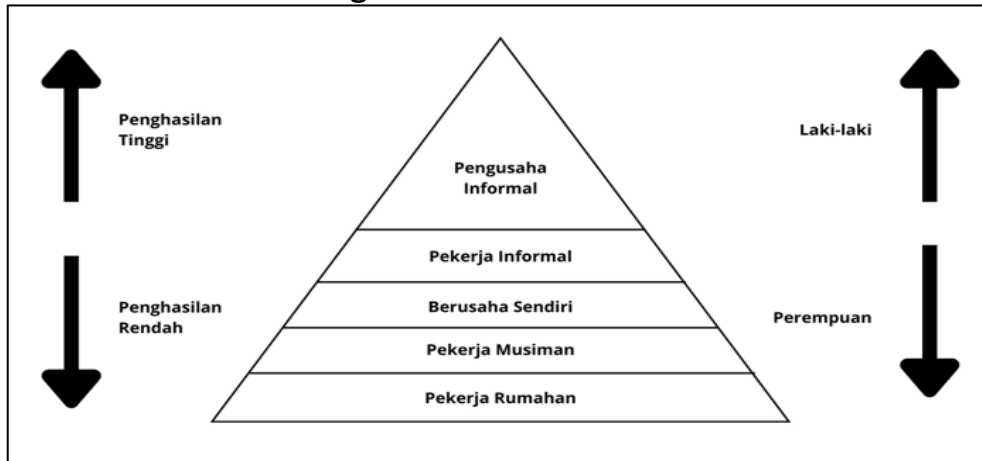 Penghasilan
Tinggi
Laki-laki
Pengusaha
Informal
Pekerja Informal
Berusaha Sendiri
Penghasilan
Rendah
Perempuan
Pekerja Musiman
Pekerja Rumahan